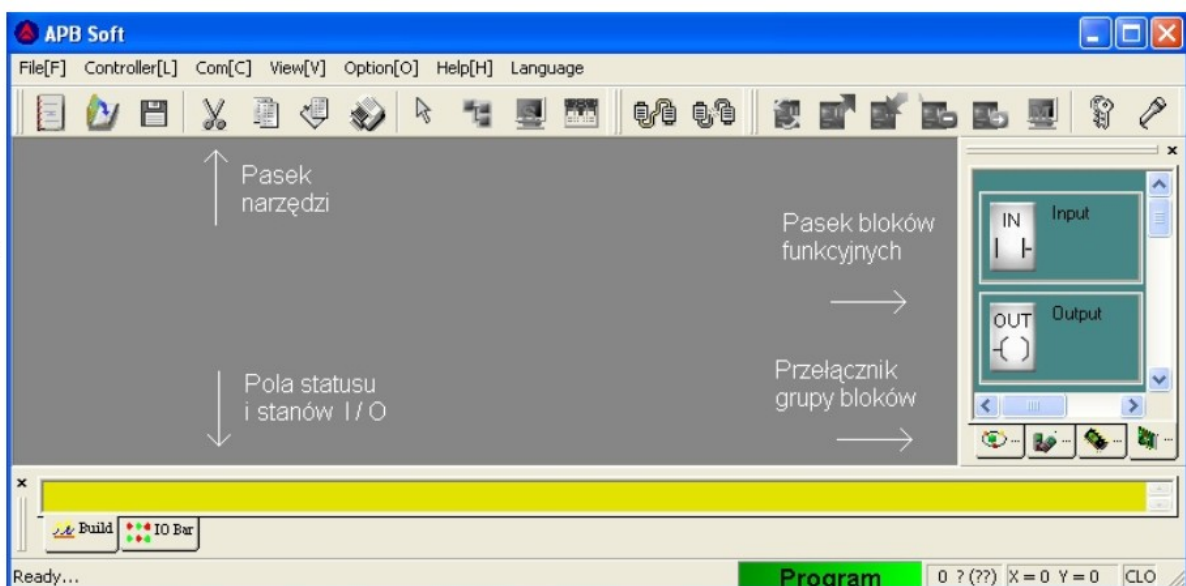 APB Soft
File[F] Controller[L] Com[C] View[V] Option[O] Help[H] Language
Pasek
narzędzi
Pasek bloków
funkcyjnych
IN
Input
OUT
Output
Pola statusu
i stanów I / O
Przełącznik
grupy bloków
Build IO Bar
Ready... Program 0 ? (??) X = 0 Y = 0 CLO